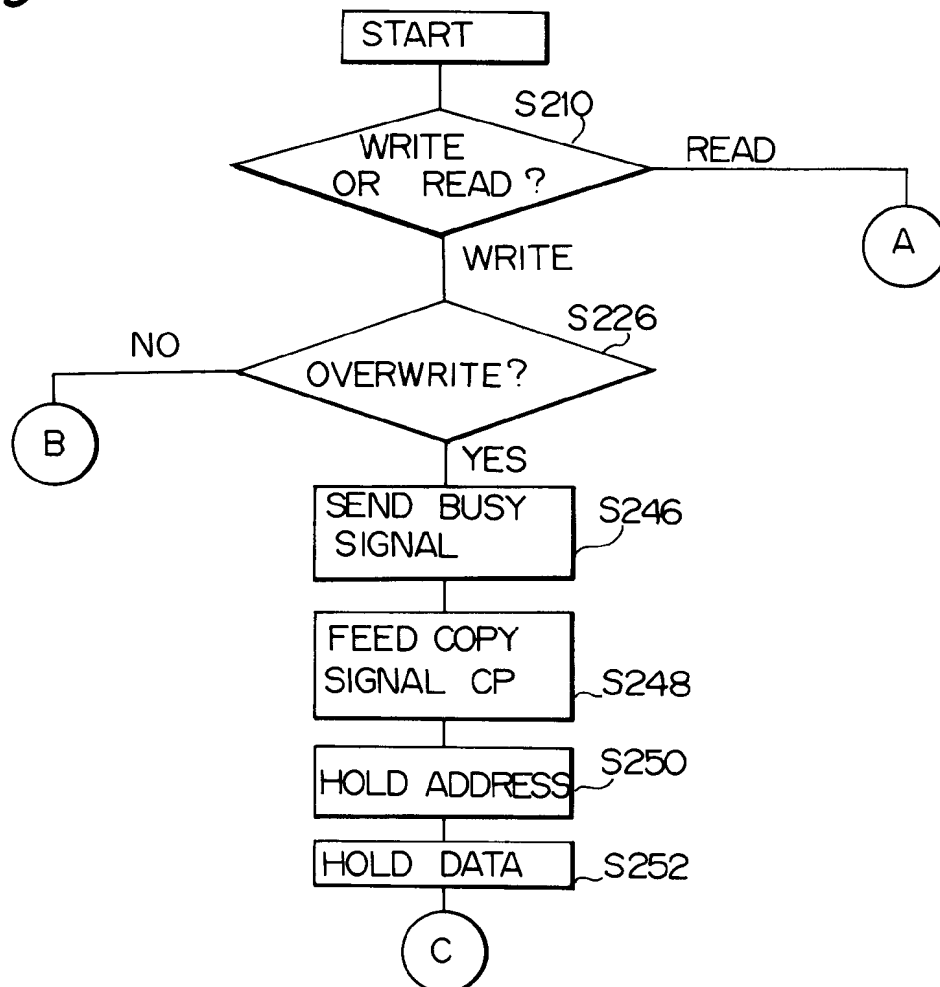 START
S210
WRITE
OR READ?
READ
A
WRITE
S226
NO
OVERWRITE?
B
YES
SEND BUSY
SIGNAL
S246
FEED COPY
SIGNAL CP
S248
HOLD ADDRESS
S250
HOLD DATA
S252
C